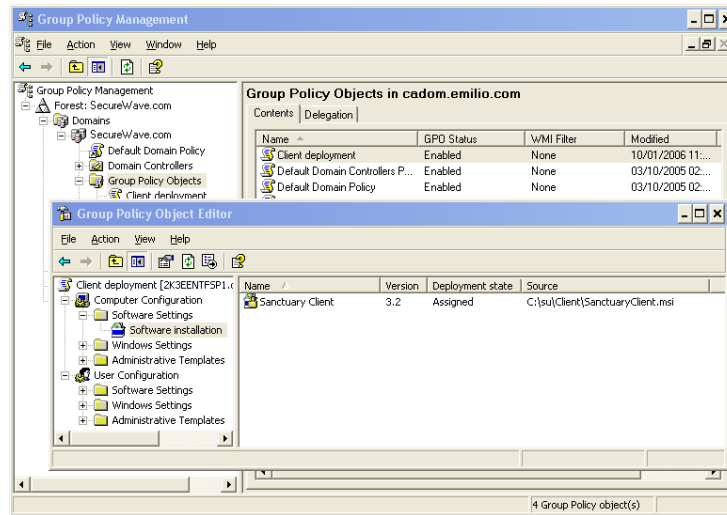 Group Policy Management
File Action View Window Help
Group Policy Management
Forest: SecureWave.com
Domains
SecureWave.com
Default Domain Policy
Domain Controllers
Group Policy Objects
Client deployment
Group Policy Objects in cadom.emilio.com
Contents Delegation
Name GPO Status WMI Filter Modified
Client deployment Enabled None 10/01/2006 11:...
Default Domain Controllers P... Enabled None 03/10/2005 02:...
Default Domain Policy Enabled None 03/10/2005 02:...
Group Policy Object Editor
File Action View Help
Client deployment [2K3EENTFSP1.c
Computer Configuration
Software Settings
Software installation
Windows Settings
Administrative Templates
User Configuration
Software Settings
Windows Settings
Administrative Templates
Name Version Deployment state Source
Sanctuary Client 3.2 Assigned C:\su\Client\SanctuaryClient.msi
4 Group Policy object(s)